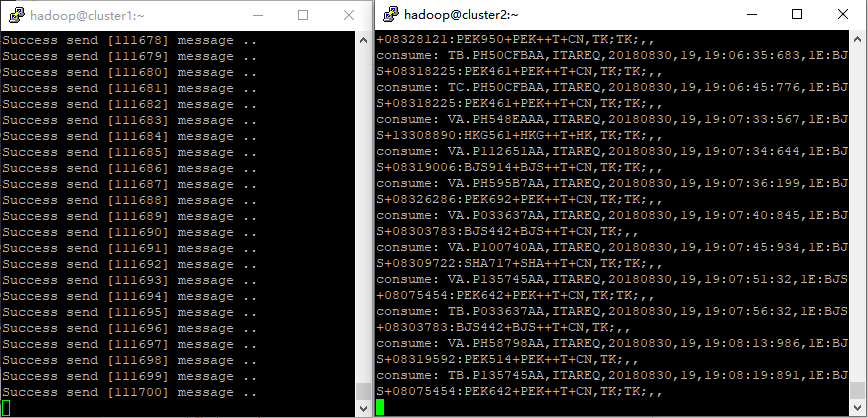 hadoop@cluster1:~
Success send [111678] message ..
Success send [111679] message ..
Success send [111680] message ..
Success send [111681] message ..
Success send [111682] message ..
Success send [111683] message ..
Success send [111684] message ..
Success send [111685] message ..
Success send [111686] message ..
Success send [111687] message ..
Success send [111688] message ..
Success send [111689] message ..
Success send [111690] message ..
Success send [111691] message ..
Success send [111692] message ..
Success send [111693] message ..
Success send [111694] message ..
Success send [111695] message ..
Success send [111696] message ..
Success send [111697] message ..
Success send [111698] message ..
Success send [111699] message ..
Success send [111700] message ..
hadoop@cluster2:~
+08328121:PEK950+PEK++T+CN,TK;TK;,,
consume: TB.PH50CFBAA,ITAREQ,20180830,19,19:06:35:683,1E:BJ
S+08318225:PEK461+PEK++T+CN,TK;TK;,,
consume: TC.PH50CFBAA,ITAREQ,20180830,19,19:06:45:776,1E:BJ
S+08318225:PEK461+PEK++T+CN,TK;TK;,,
consume: VA.PH548EAAA,ITAREQ,20180830,19,19:07:33:567,1E:BJ
S+13308890:HKG561+HKG++T+HK,TK;TK;,,
consume: VA.P112651AA,ITAREQ,20180830,19,19:07:34:644,1E:BJ
S+08319006:BJS914+BJS++T+CN,TK;TK;,,
consume: VA.PH595B7AA,ITAREQ,20180830,19,19:07:36:199,1E:BJ
S+08326286:PEK692+PEK++T+CN,TK;TK;,,
consume: VA.P033637AA,ITAREQ,20180830,19,19:07:40:845,1E:BJ
S+08303783:BJS442+BJS++T+CN,TK;,,
consume: VA.P100740AA,ITAREQ,20180830,19,19:07:45:934,1E:BJ
S+08309722:SHA717+SHA++T+CN,TK;TK;,,
consume: VA.P135745AA,ITAREQ,20180830,19,19:07:51:32,1E:BJS
+08075454:PEK642+PEK++T+CN,TK;TK;,,
consume: TB.P033637AA,ITAREQ,20180830,19,19:07:56:32,1E:BJS
+08303783:BJS442+BJS++T+CN,TK;,,
consume: VA.PH58798AA,ITAREQ,20180830,19,19:08:13:986,1E:BJ
S+08319592:PEK514+PEK++T+CN,TK;TK;,,
consume: TB.P135745AA,ITAREQ,20180830,19,19:08:19:891,1E:BJ
S+08075454:PEK642+PEK++T+CN,TK;TK;,,